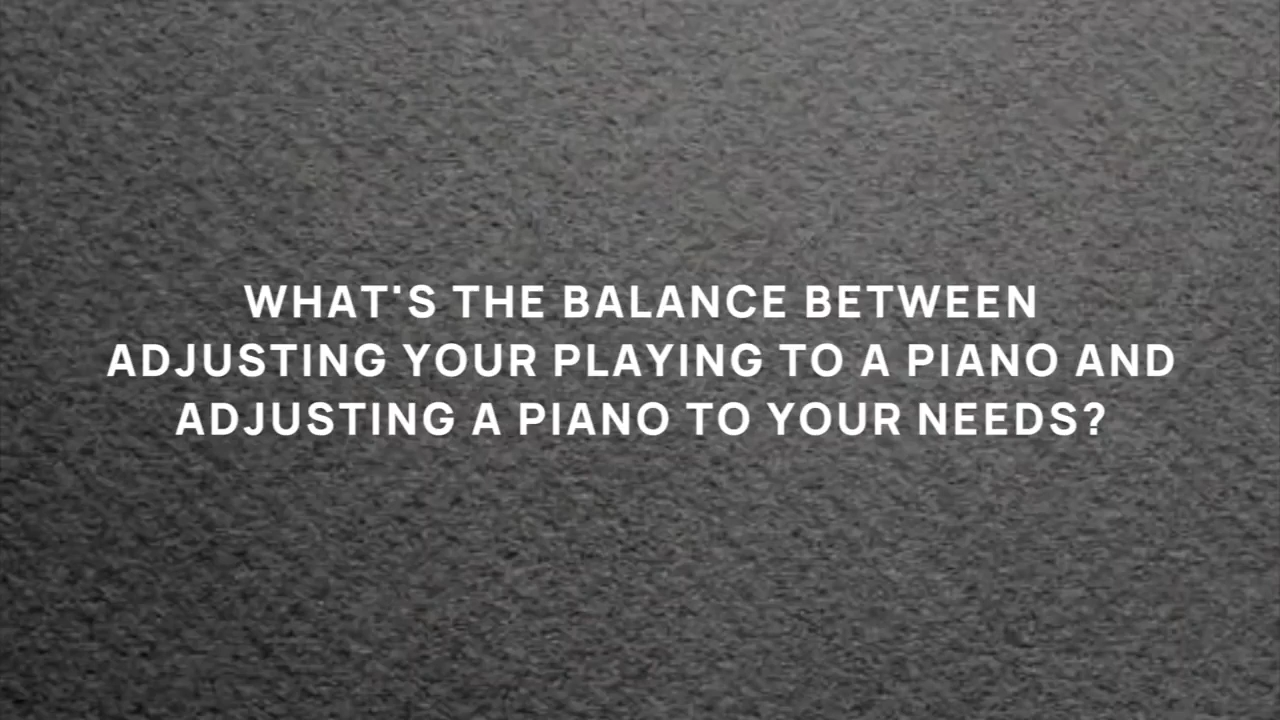 WHAT'S THE BALANCE BETWEEN
ADJUSTING YOUR PLAYING TO A PIANO AND
ADJUSTING A PIANO TO YOUR NEEDS?